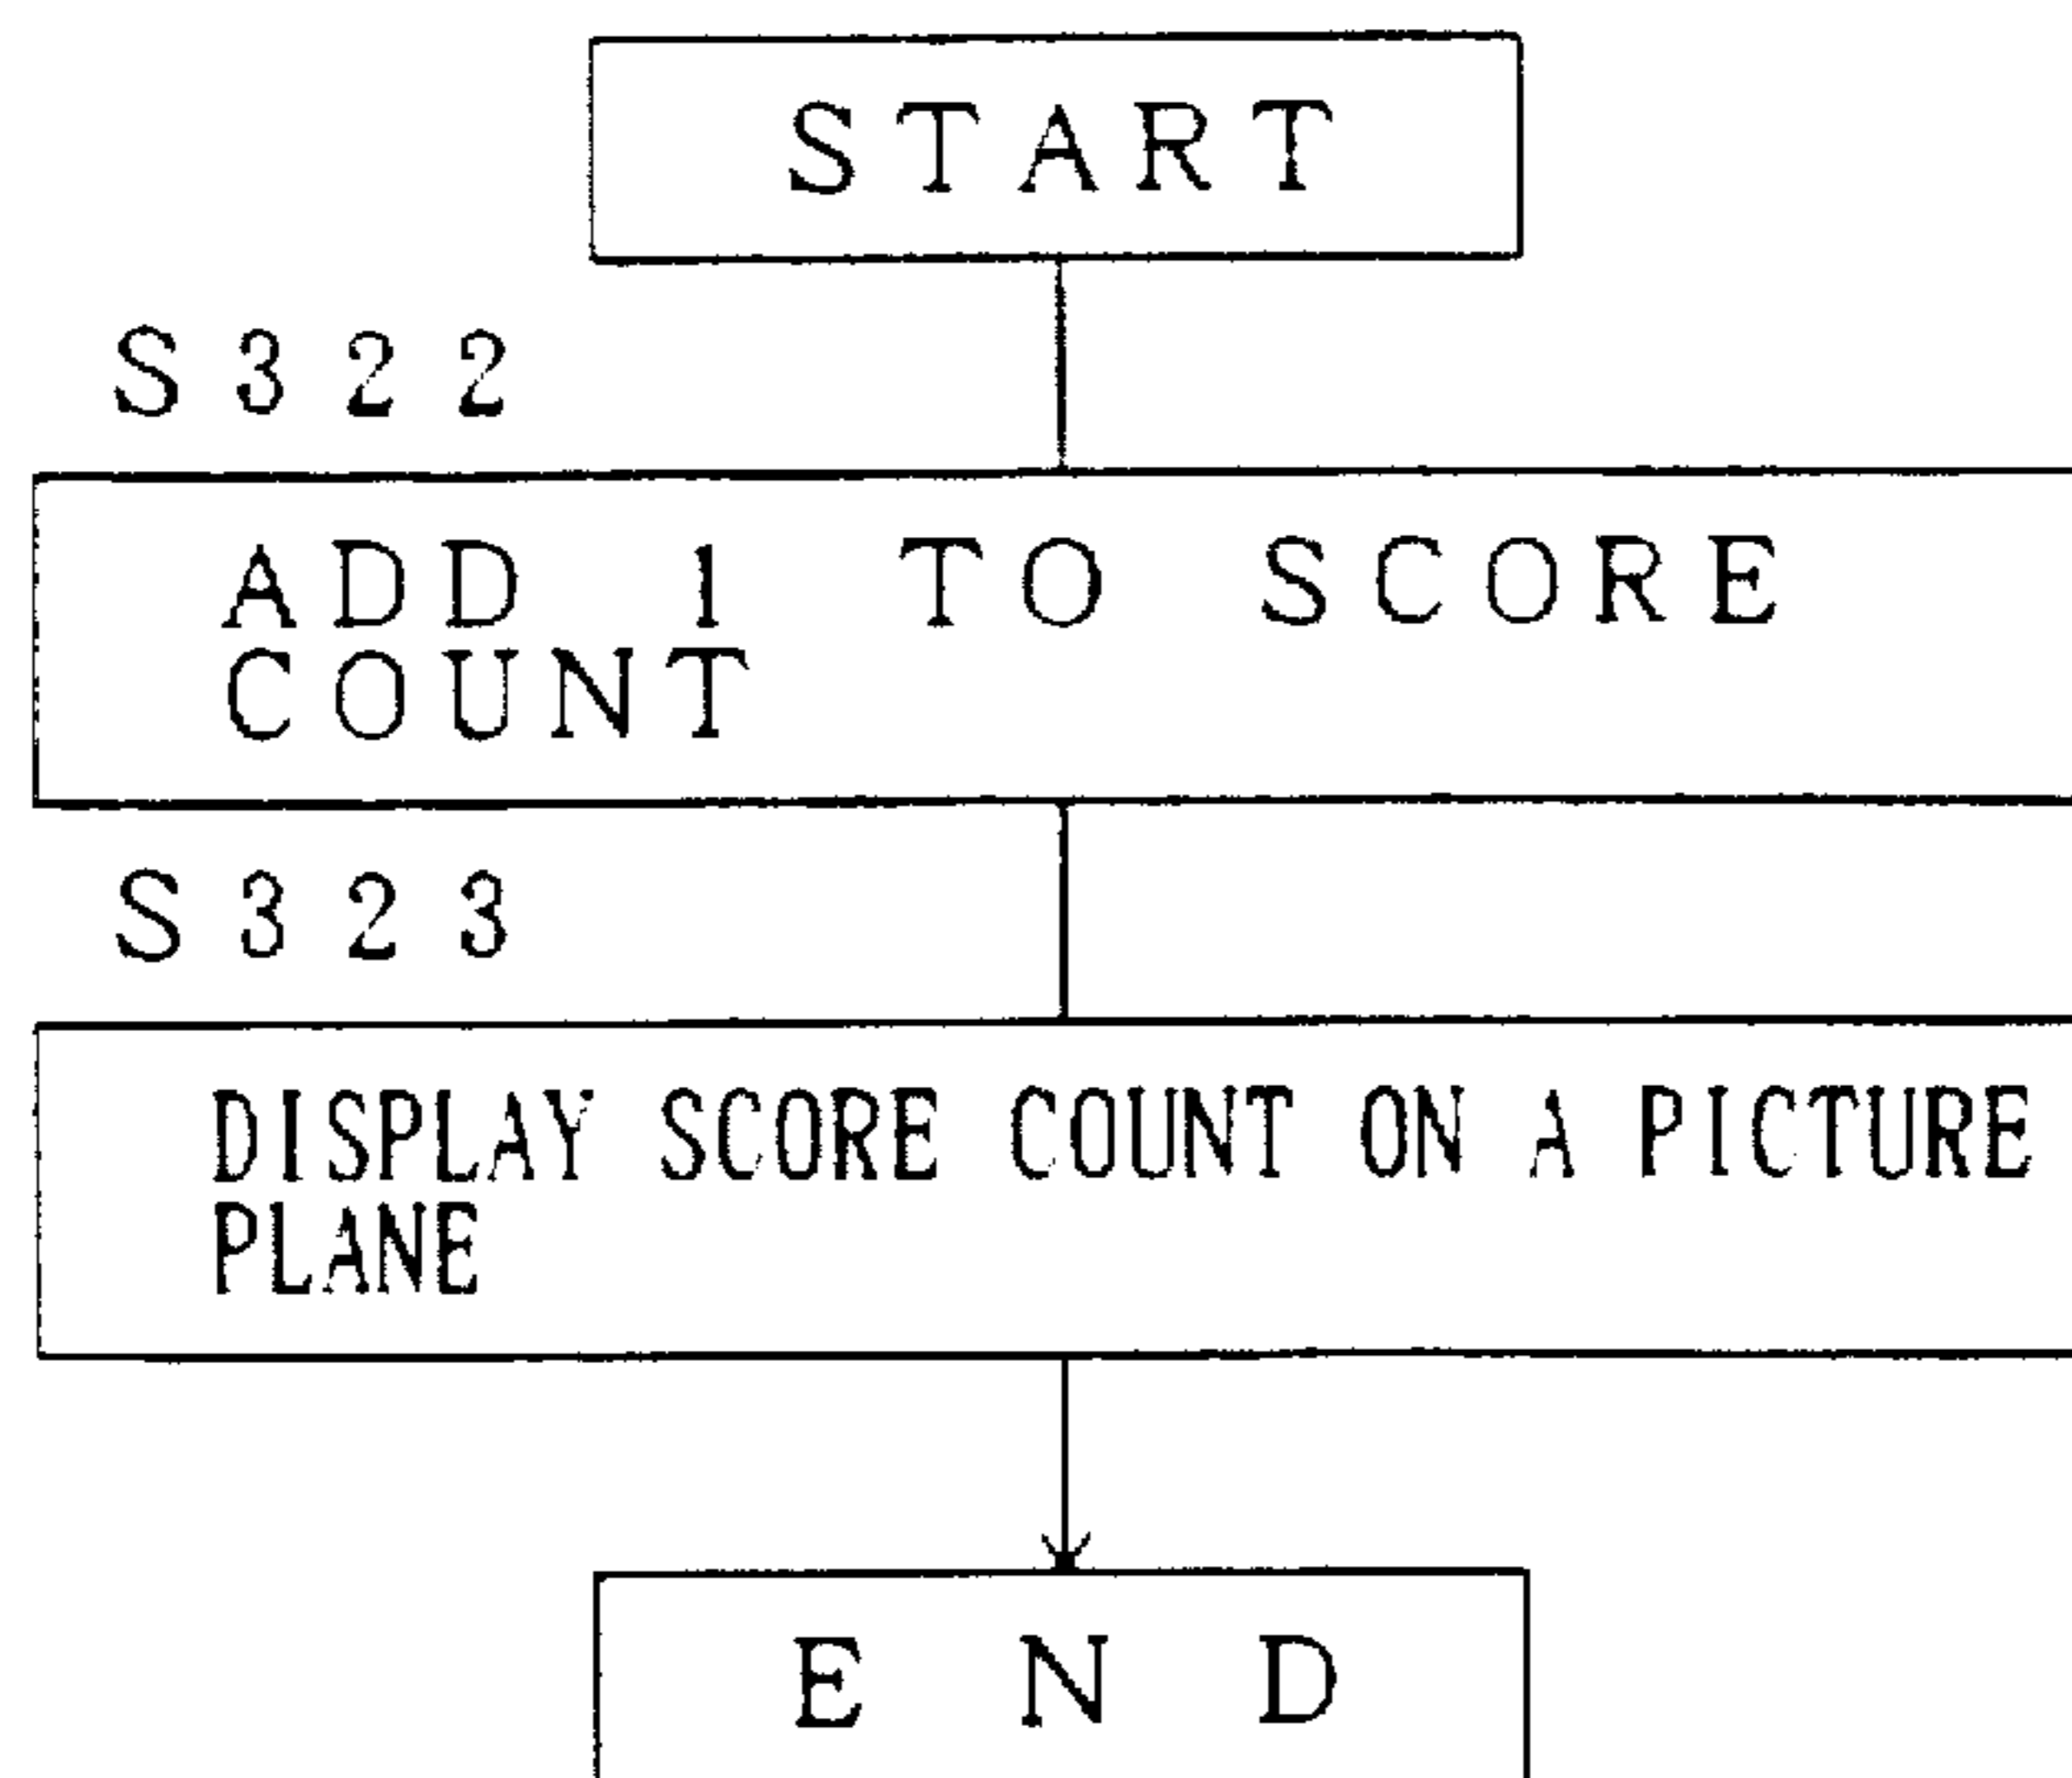 START
S322
ADD 1 TO SCORE
COUNT
S323
DISPLAY SCORE COUNT ON A PICTURE
PLANE
END